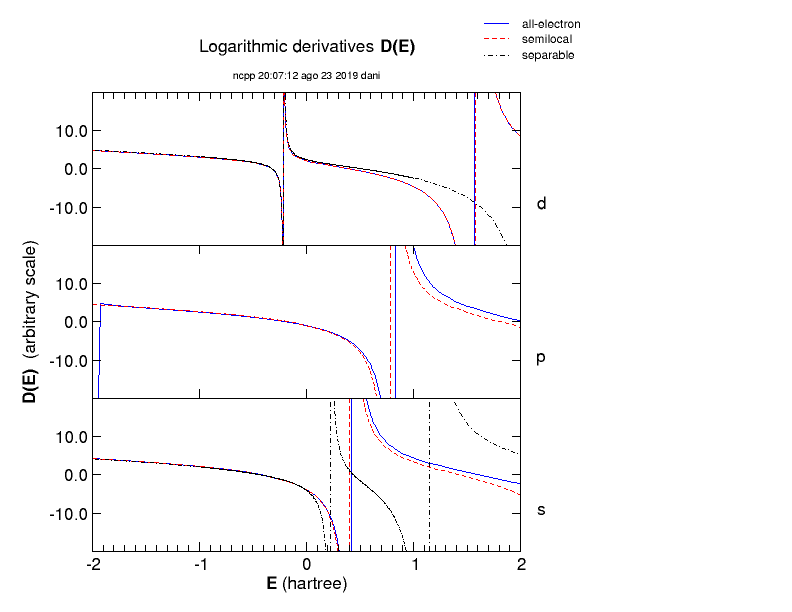 all-electron
semilocal
separable
Logarithmic derivatives D(E)
ncpp 20:07:12 ago 23 2019 dani
10.0
0.0
-10.0
d
10.0
0.0
-10.0
p
10.0
0.0
-10.0
s
D(E) (arbitrary scale)
-2 -1 0 1 2
E (hartree)